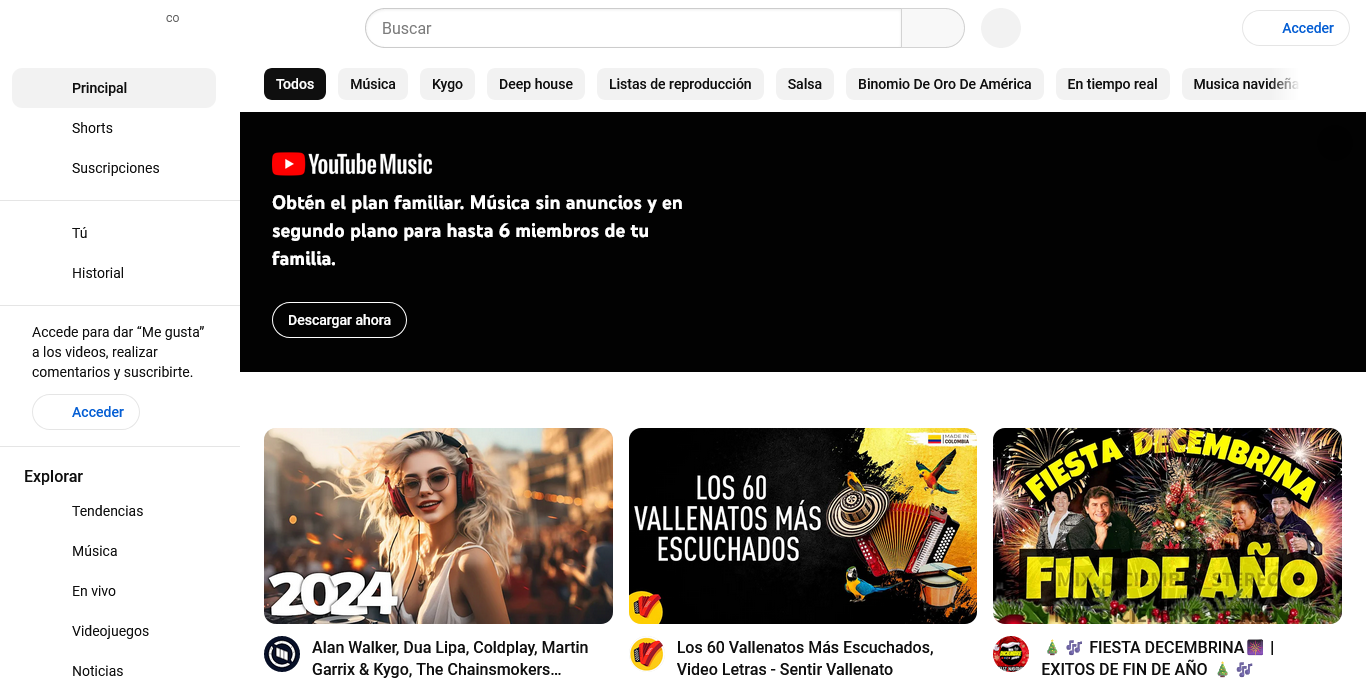 CO
Buscar
Acceder
Principal
Shorts
Suscripciones
Tú
Historial
Accede para dar “Me gusta”
a los videos, realizar
comentarios y suscribirte.
Acceder
Explorar
Tendencias
Música
En vivo
Videojuegos
Noticias
Todos
Música
Kygo
Deep house
Listas de reproducción
Salsa
Binomio De Oro De América
En tiempo real
Musica navideña
YouTube Music
Obtén el plan familiar. Música sin anuncios y en
segundo plano para hasta 6 miembros de tu
familia.
Descargar ahora
2024
Alan Walker, Dua Lipa, Coldplay, Martin
Garrix & Kygo, The Chainsmokers…
MADE IN
COLOMBIA
LOS 60
VALLENATOS MÁS
ESCUCHADOS
Los 60 Vallenatos Más Escuchados,
Video Letras - Sentir Vallenato
FIESTA DECEMBRINA
FIN DE AÑO
🎄 🎶 FIESTA DECEMBRINA🎆 |
EXITOS DE FIN DE AÑO 🎄 🎶